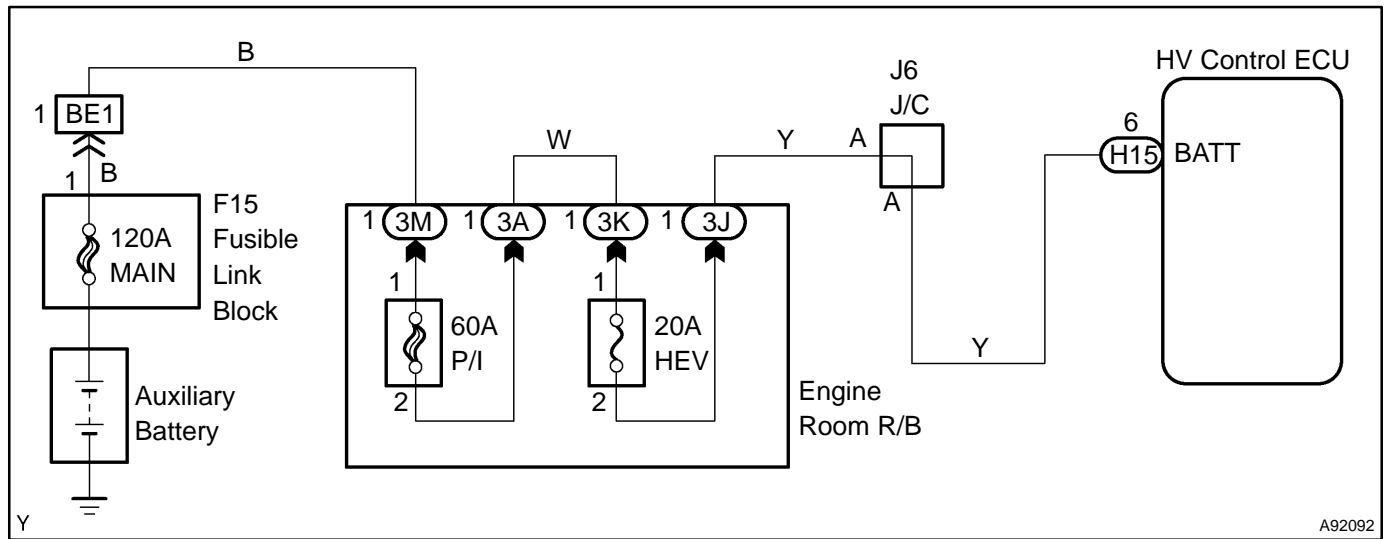 B
HV Control ECU
J6
J/C
1 BE1
W
Y
A
6
H15 BATT
B
1
A
F15
Fusible
Link
Block
120A
MAIN
1 3M
1 3A
1 3K
1 3J
1
1
60A
P/I
20A
HEV
Y
2
2
Engine
Room R/B
Auxiliary
Battery
Y
A92092